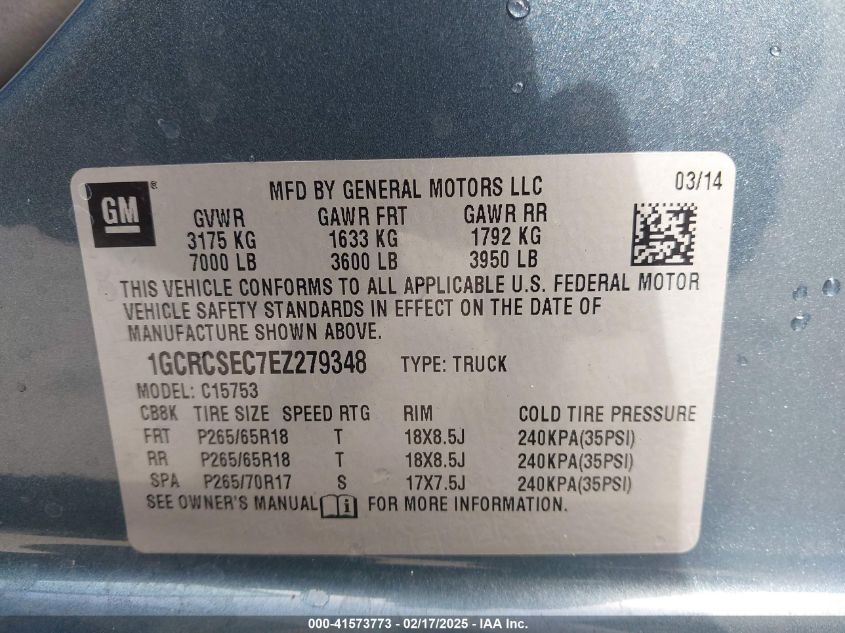 GM ®
MFD BY GENERAL MOTORS LLC 03/14
GVWR GAWR FRT GAWR RR
3175 KG 1633 KG 1792 KG
7000 LB 3600 LB 3950 LB
THIS VEHICLE CONFORMS TO ALL APPLICABLE U.S. FEDERAL MOTOR
VEHICLE SAFETY STANDARDS IN EFFECT ON THE DATE OF
MANUFACTURE SHOWN ABOVE.
1GCRCSEC7EZ279348 TYPE: TRUCK
MODEL: C15753
CB8K TIRE SIZE SPEED RTG RIM COLD TIRE PRESSURE
FRT P265/65R18 T 18X8.5J 240KPA(35PSI)
RR P265/65R18 T 18X8.5J 240KPA(35PSI)
SPA P265/70R17 S 17X7.5J 240KPA(35PSI)
SEE OWNER'S MANUAL i FOR MORE INFORMATION.
000-41573773 - 02/17/2025 - IAA Inc.